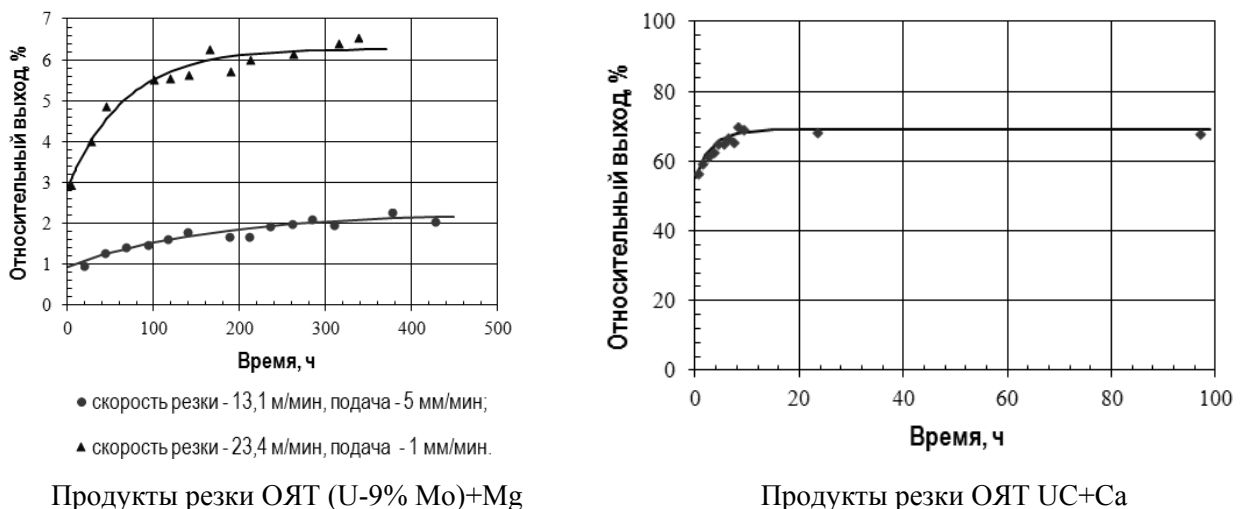 Относительный выход, %
7
6
5
4
3
2
1
0
0 100 200 300 400 500
Время, ч
● скорость резки - 13,1 м/мин, подача - 5 мм/мин;
▲ скорость резки - 23,4 м/мин, подача - 1 мм/мин.
Продукты резки ОЯТ (U-9% Mo)+Mg
Относительный выход, %
100
80
60
40
20
0
0 20 40 60 80 100
Время, ч
Продукты резки ОЯТ UC+Ca